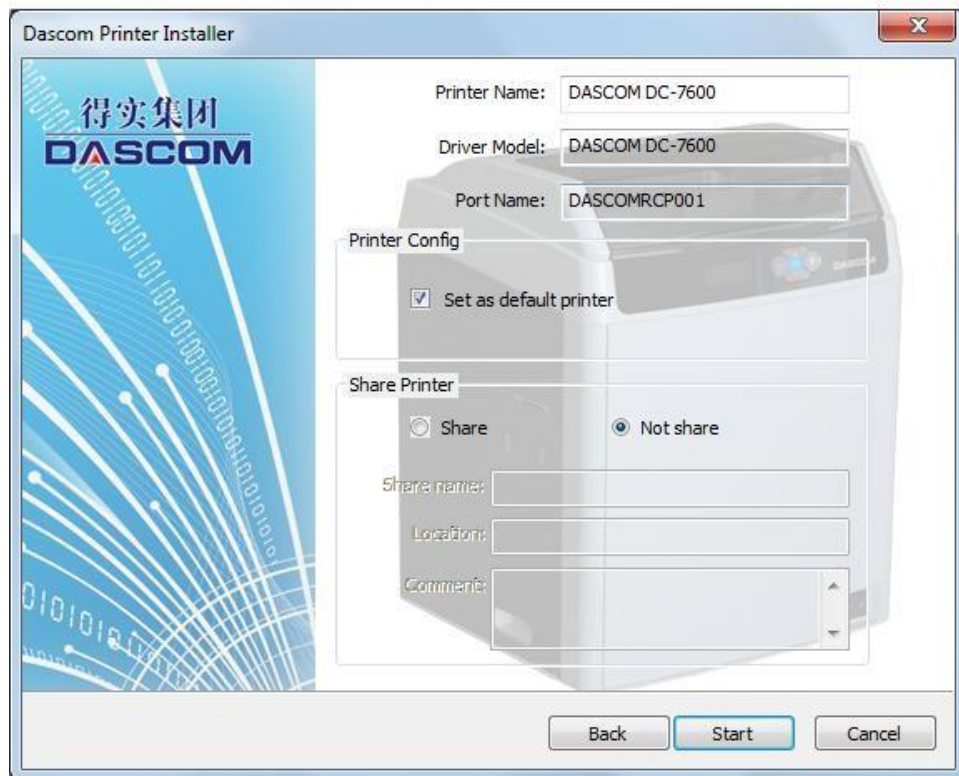 Dascom Printer Installer
得实集团
DASCOM
Printer Name: DASCOM DC-7600
Driver Model: DASCOM DC-7600
Port Name: DASCOMRCP001
Printer Config
Set as default printer
Share Printer
Share
Not share
Share name:
Location:
Comment:
Back
Start
Cancel